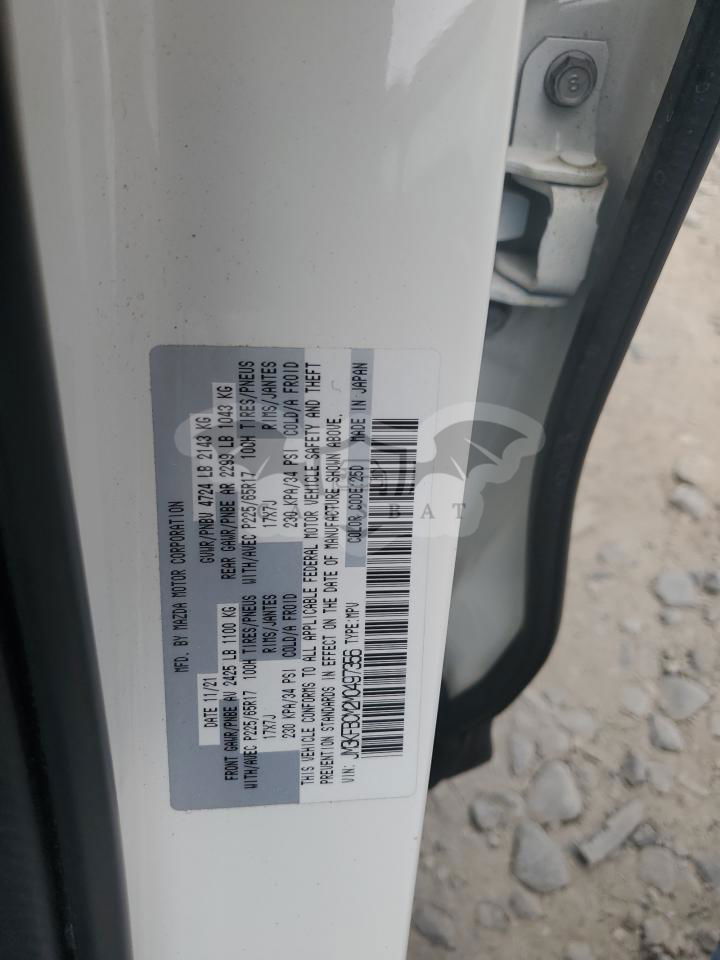 MFD. BY MAZDA MOTOR CORPORATION
DATE 11/21 GVWR/PNBV 4724 LB 2143 KG
FRONT GAWR/PNBE AV 2425 LB 1100 KG REAR GAWR/PNBE AR 2299 LB 1043 KG
WITH/AVEC P225/65R17 100H TIRES/PNEUS WITH/AVEC P225/65R17 100H TIRES/PNEUS
17X7J RIMS/JANTES 17X7J RIMS/JANTES
230 KPA/34 PSI COLD/A FROID 230 KPA/34 PSI COLD/A FROID
THIS VEHICLE CONFORMS TO ALL APPLICABLE FEDERAL MOTOR VEHICLE SAFETY AND THEFT
PREVENTION STANDARDS IN EFFECT ON THE DATE OF MANUFACTURE SHOWN ABOVE.
VIN: JM3KFBCM2M0497356 TYPE:MPV COLOR CODE:25D MADE IN JAPAN